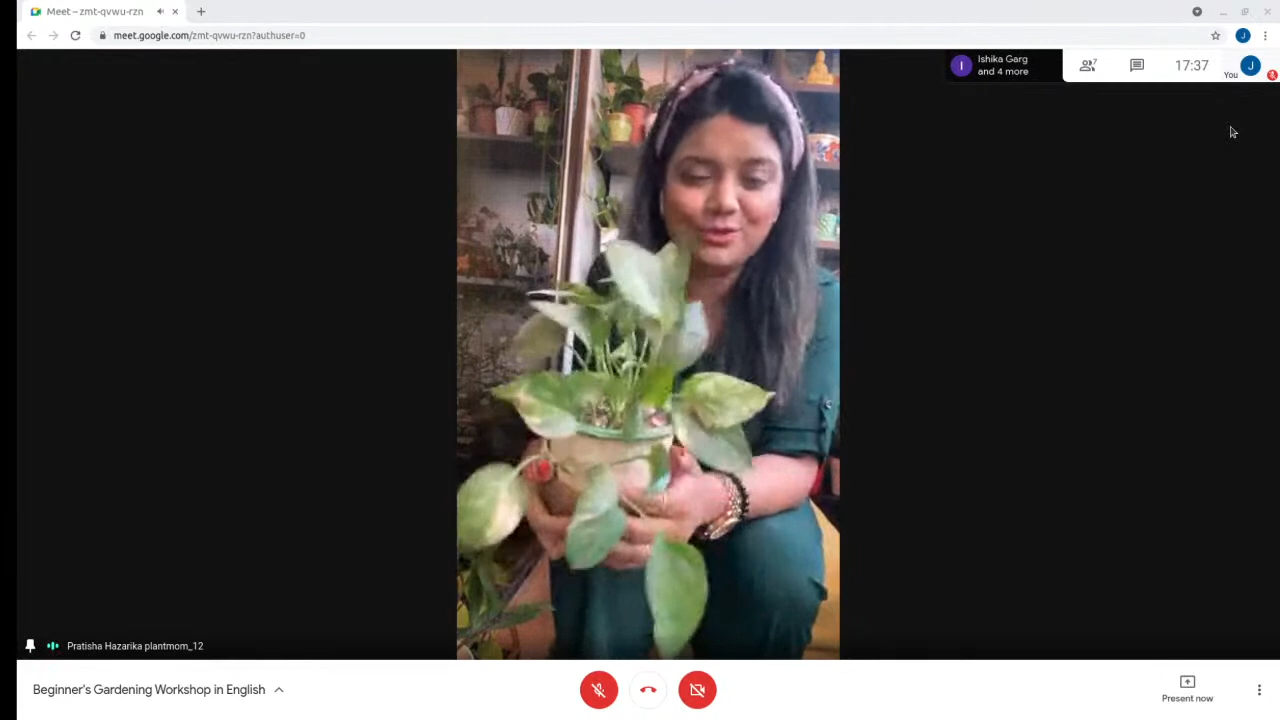 Meet – zmt-qvwu-rzn
meet.google.com/zmt-qvwu-rzn?authuser=0
J
I
Ishika Garg
and 4 more
7
17:37
You
J
Pratisha Hazarika plantmom_12
Beginner's Gardening Workshop in English
Present now